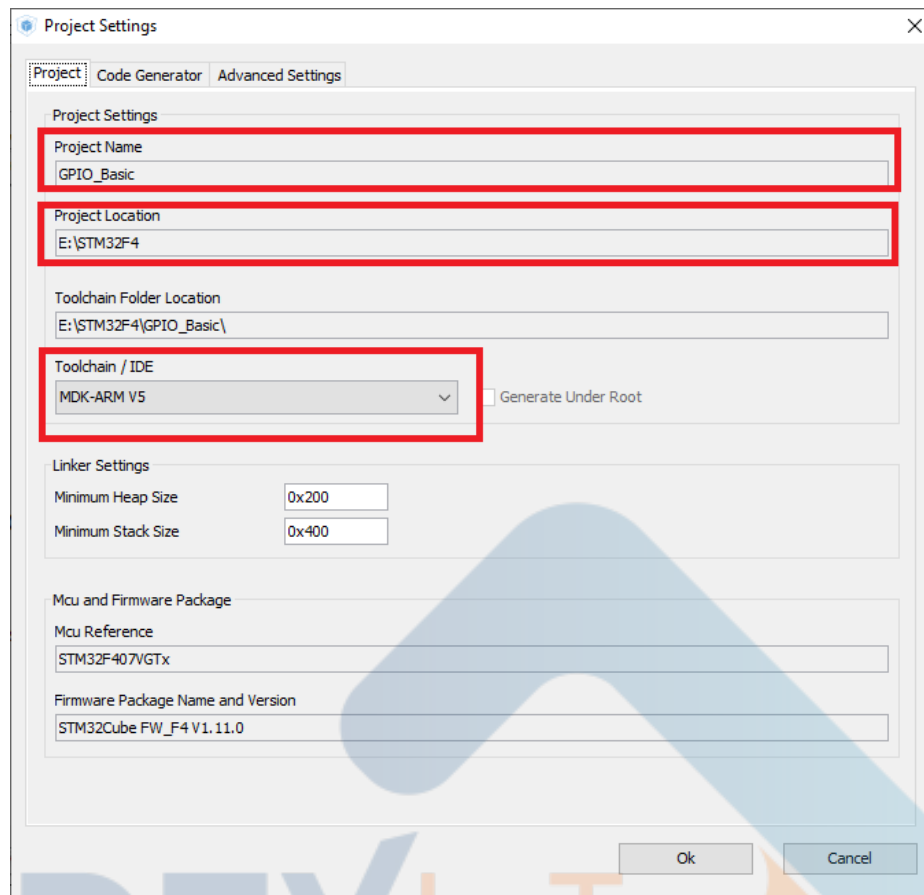 Project Settings
Project Code Generator Advanced Settings
Project Settings
Project Name
GPIO_Basic
Project Location
E:\STM32F4
Toolchain Folder Location
E:\STM32F4\GPIO_Basic\
Toolchain / IDE
MDK-ARM V5 Generate Under Root
Linker Settings
Minimum Heap Size 0x200
Minimum Stack Size 0x400
Mcu and Firmware Package
Mcu Reference
STM32F407VGTx
Firmware Package Name and Version
STM32Cube FW_F4 V1.11.0
Ok Cancel